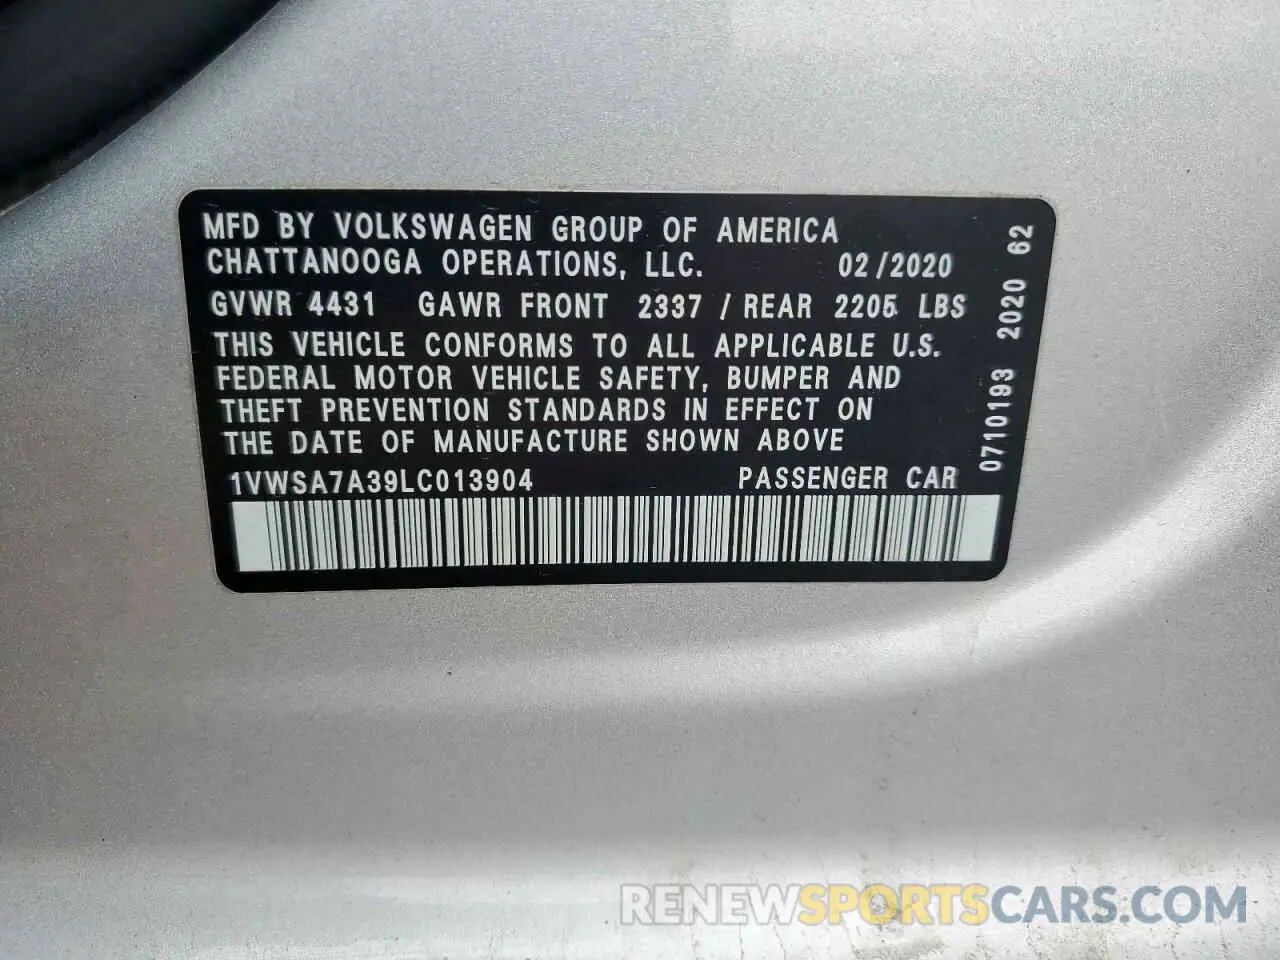 MFD BY VOLKSWAGEN GROUP OF AMERICA
CHATTANOOGA OPERATIONS, LLC. 02/2020
GVWR 4431 GAWR FRONT 2337 / REAR 2205 LBS
THIS VEHICLE CONFORMS TO ALL APPLICABLE U.S.
FEDERAL MOTOR VEHICLE SAFETY, BUMPER AND
THEFT PREVENTION STANDARDS IN EFFECT ON
THE DATE OF MANUFACTURE SHOWN ABOVE
1VWSA7A39LC013904 PASSENGER CAR
0710193 2020 62
RENEWSPORTSCARS.COM